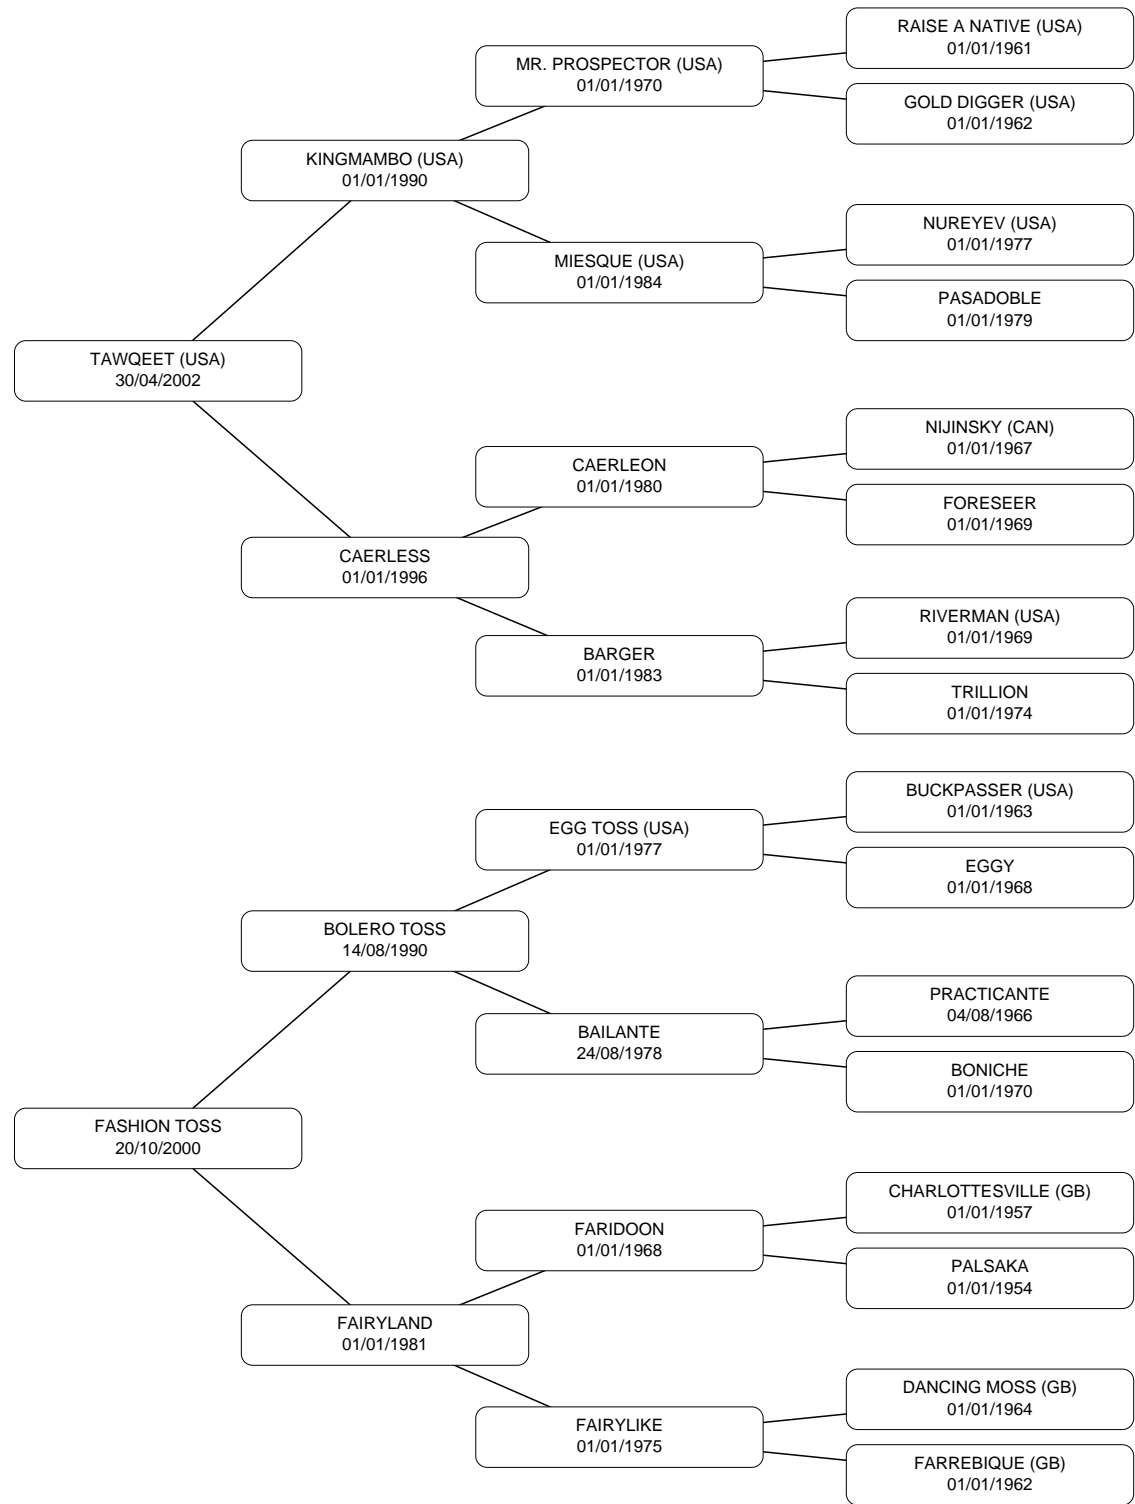 RAISE A NATIVE (USA)
01/01/1961
MR. PROSPECTOR (USA)
01/01/1970
GOLD DIGGER (USA)
01/01/1962
KINGMAMBO (USA)
01/01/1990
NUREYEV (USA)
01/01/1977
MIESQUE (USA)
01/01/1984
PASADOBLE
01/01/1979
TAWQEET (USA)
30/04/2002
NIJINSKY (CAN)
01/01/1967
CAERLEON
01/01/1980
FORESEER
01/01/1969
CAERLESS
01/01/1996
RIVERMAN (USA)
01/01/1969
BARGER
01/01/1983
TRILLION
01/01/1974
BUCKPASSER (USA)
01/01/1963
EGG TOSS (USA)
01/01/1977
EGGY
01/01/1968
BOLERO TOSS
14/08/1990
PRACTICANTE
04/08/1966
BAILANTE
24/08/1978
BONICHE
01/01/1970
FASHION TOSS
20/10/2000
CHARLOTTESVILLE (GB)
01/01/1957
FARIDOON
01/01/1968
PALSAKA
01/01/1954
FAIRYLAND
01/01/1981
DANCING MOSS (GB)
01/01/1964
FAIRYLIKE
01/01/1975
FARREBIQUE (GB)
01/01/1962